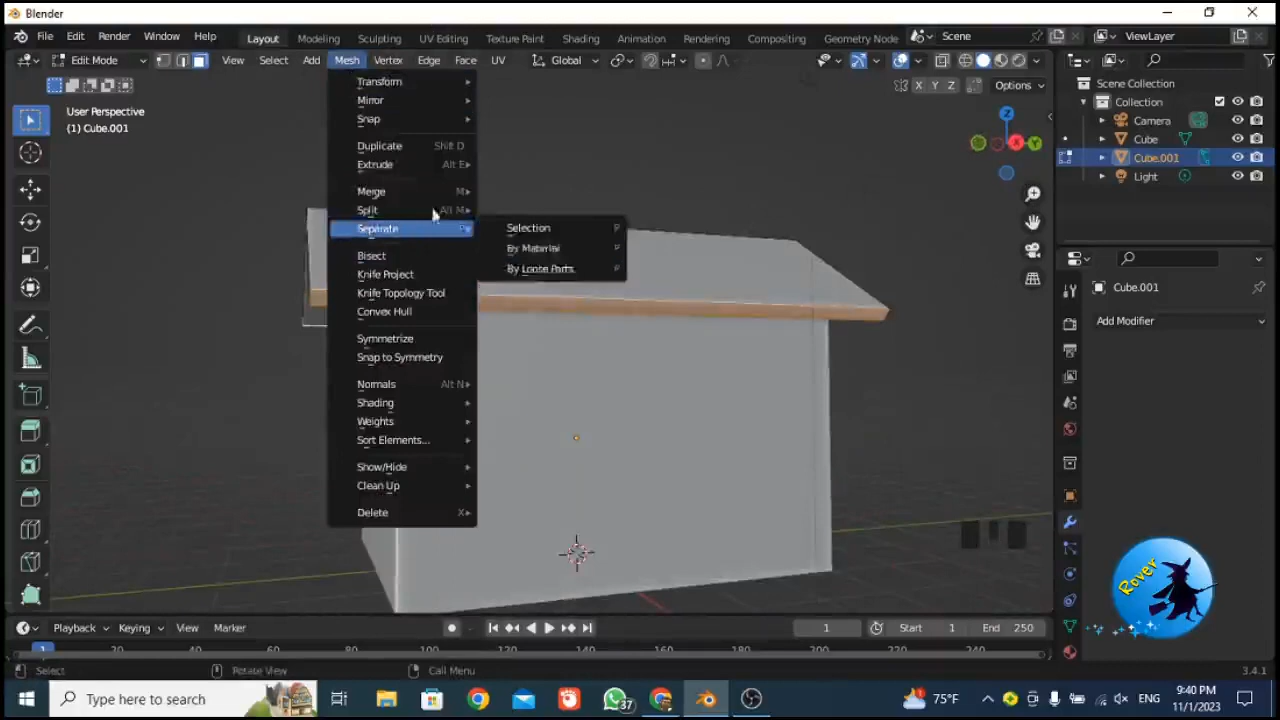 Blender
File Edit Render Window Help Layout Modeling Sculpting UV Editing Texture Paint Shading Animation Rendering Compositing Geometry Node Scene ViewLayer
Edit Mode View Select Add Mesh Vertex Edge Face UV Global
X Y Z Options
User Perspective
(1) Cube.001
Transform
Mirror
Snap
Duplicate Shift D
Extrude Alt E
Merge M
Split Alt M
Separate P
Bisect
Knife Project
Knife Topology Tool
Convex Hull
Symmetrize
Snap to Symmetry
Normals Alt N
Shading
Weights
Sort Elements...
Show/Hide
Clean Up
Delete X
Selection P
By Material P
By Loose Parts P
Z
X
Y
Scene Collection
Collection
Camera
Cube
Cube.001
Light
Cube.001
Add Modifier
Rover
Playback Keying View Marker 1 Start 1 End 250
1 20 40 60 80 100 120 140 160 180 200 220 240
Select Rotate View Call Menu 3.4.1
Type here to search 37 75°F ENG 9:40 PM
11/1/2023